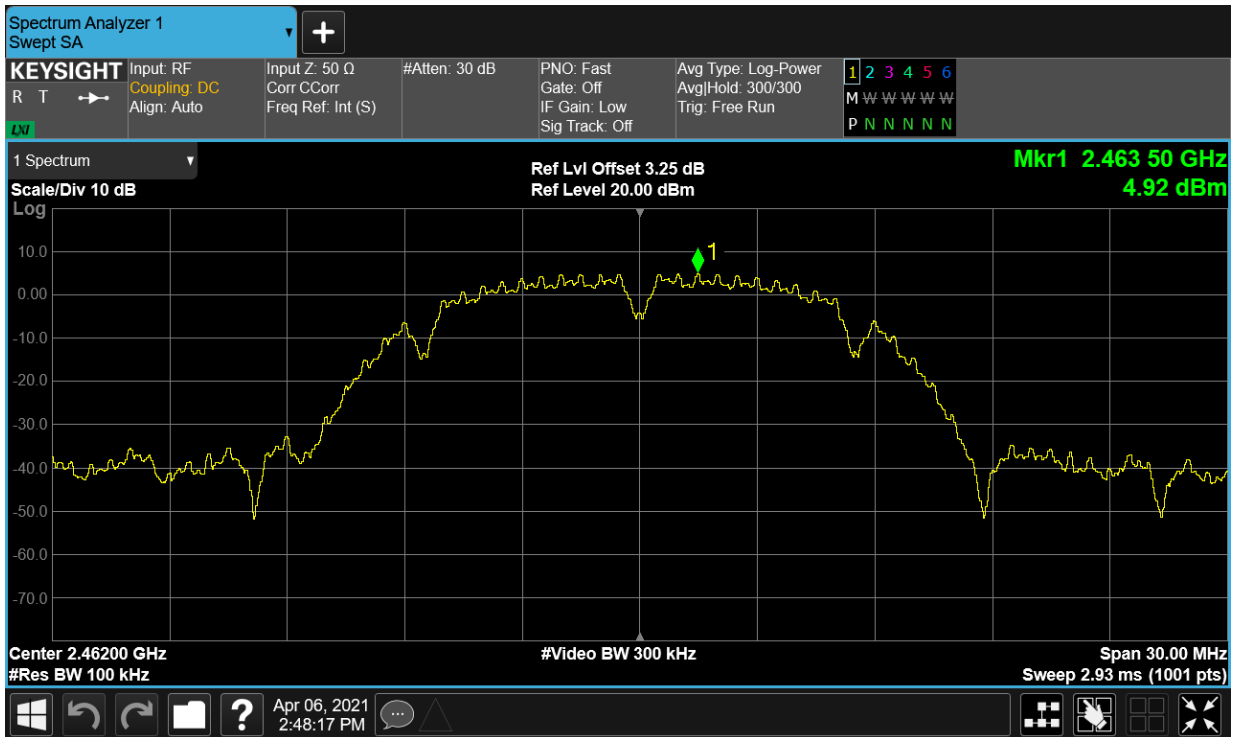 Spectrum Analyzer 1
Swept SA
KEYSIGHT
R T
LXI
Input: RF
Coupling: DC
Align: Auto
Input Z: 50 Ω
Corr CCorr
Freq Ref: Int (S)
#Atten: 30 dB
PNO: Fast
Gate: Off
IF Gain: Low
Sig Track: Off
Avg Type: Log-Power
Avg|Hold: 300/300
Trig: Free Run
1 2 3 4 5 6
M W W W W W
P N N N N N
1 Spectrum
Scale/Div 10 dB
Log
Ref Lvl Offset 3.25 dB
Ref Level 20.00 dBm
Mkr1 2.463 50 GHz
4.92 dBm
1
10.0
0.00
-10.0
-20.0
-30.0
-40.0
-50.0
-60.0
-70.0
Center 2.46200 GHz
#Res BW 100 kHz
#Video BW 300 kHz
Span 30.00 MHz
Sweep 2.93 ms (1001 pts)
?
Apr 06, 2021
2:48:17 PM